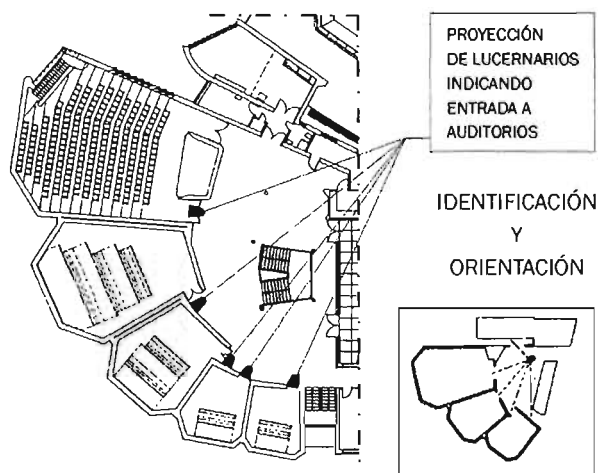 PROYECCIÓN
DE LUCERNARIOS
INDICANDO
ENTRADA A
AUDITORIOS
IDENTIFICACIÓN
Y
ORIENTACIÓN